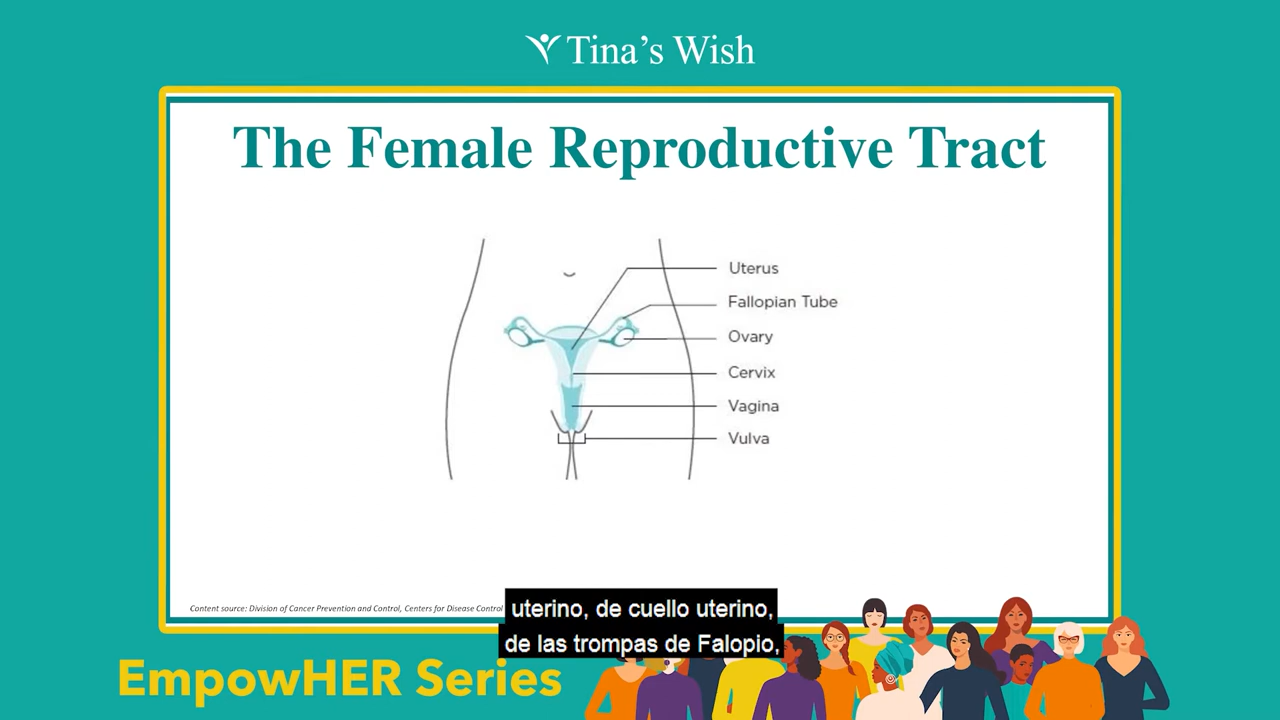 Tina's Wish
The Female Reproductive Tract
Uterus
Fallopian Tube
Ovary
Cervix
Vagina
Vulva
Content source: Division of Cancer Prevention and Control, Centers for Disease Control
uterino, de cuello uterino,
de las trompas de Falopio,
EmpowHER Series